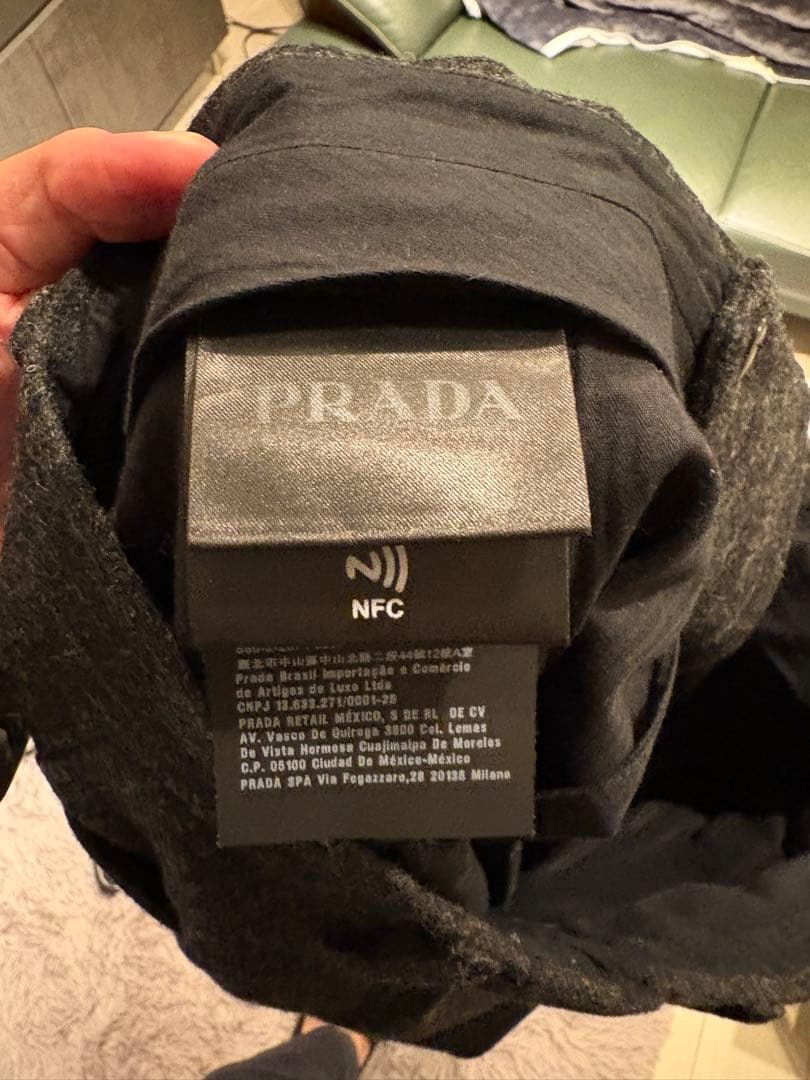 PRADA
NFC
臺北市中山區中山北路二段44號12樓A室
Prada Brasil Importação e Comércio
de Artigos de Luxo Ltda
CNPJ 13.633.271/0001-25
PRADA RETAIL MÉXICO, S DE RL DE CV
AV. Vasco De Quiroga 3800 Col. Lomas
De Vista Hermosa Cuajimalpa De Morelos
C.P. 05100 Ciudad De México-México
PRADA SPA Via Fogazzaro,28 20135 Milano